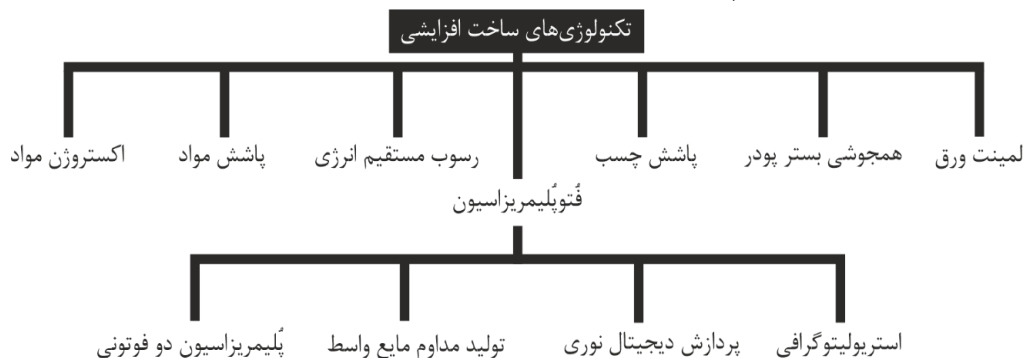 تکنولوژی‌های ساخت افزایشی
لمینت ورق
همجوشی بستر پودر
پاشش چسب
رسوب مستقیم انرژی
پاشش مواد
اکستروژن مواد
فُتوپُلیمریزاسیون
استریولیتوگرافی
پردازش دیجیتال نوری
تولید مداوم مایع واسط
پُلیمریزاسیون دو فوتونی